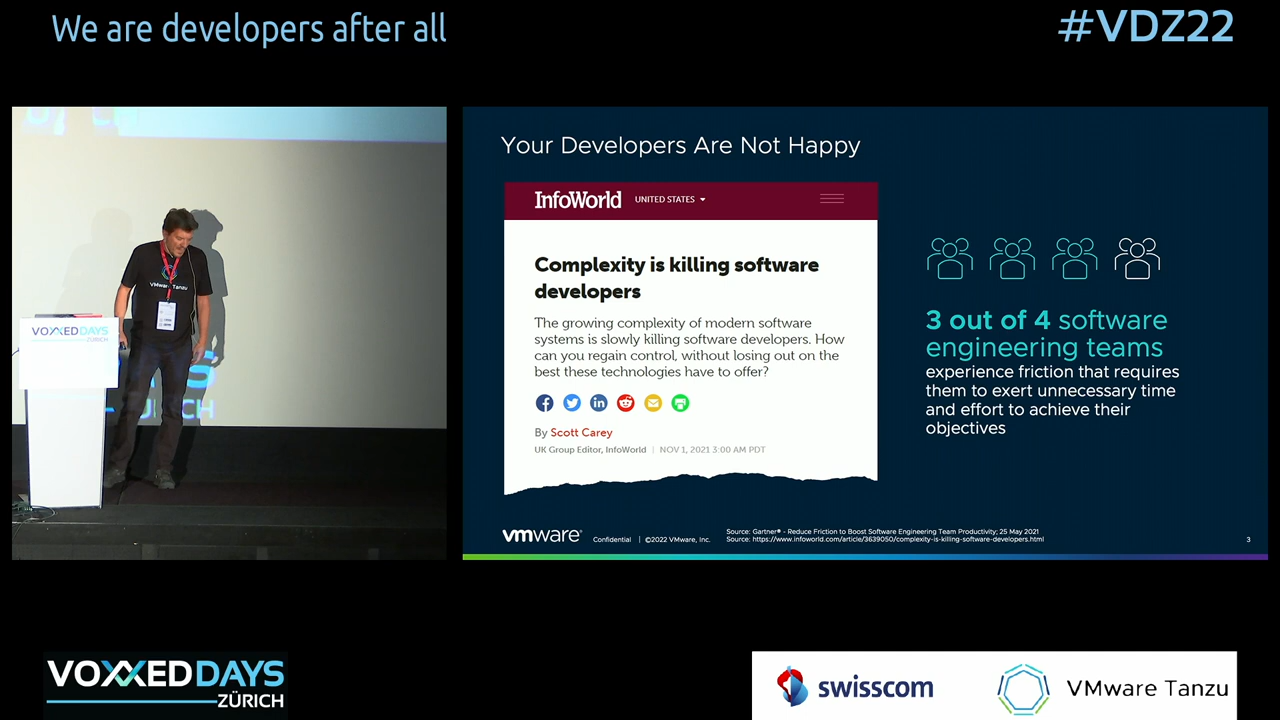 We are developers after all
#VDZ22
VMware Tanzu
VOXXED DAYS
ZÜRICH
ZÜRICH
Your Developers Are Not Happy
InfoWorld UNITED STATES
Complexity is killing software
developers
The growing complexity of modern software
systems is slowly killing software developers. How
can you regain control, without losing out on the
best these technologies have to offer?
By Scott Carey
UK Group Editor, InfoWorld | NOV 1, 2021 3:00 AM PDT
3 out of 4 software
engineering teams
experience friction that requires
them to exert unnecessary time
and effort to achieve their
objectives
vmware® Confidential | ©2022 VMware, Inc.
Source: Gartner® - Reduce Friction to Boost Software Engineering Team Productivity; 25 May 2021
Source: https://www.infoworld.com/article/3639050/complexity-is-killing-software-developers.html
3
VOXXED DAYS
ZÜRICH
swisscom
VMware Tanzu